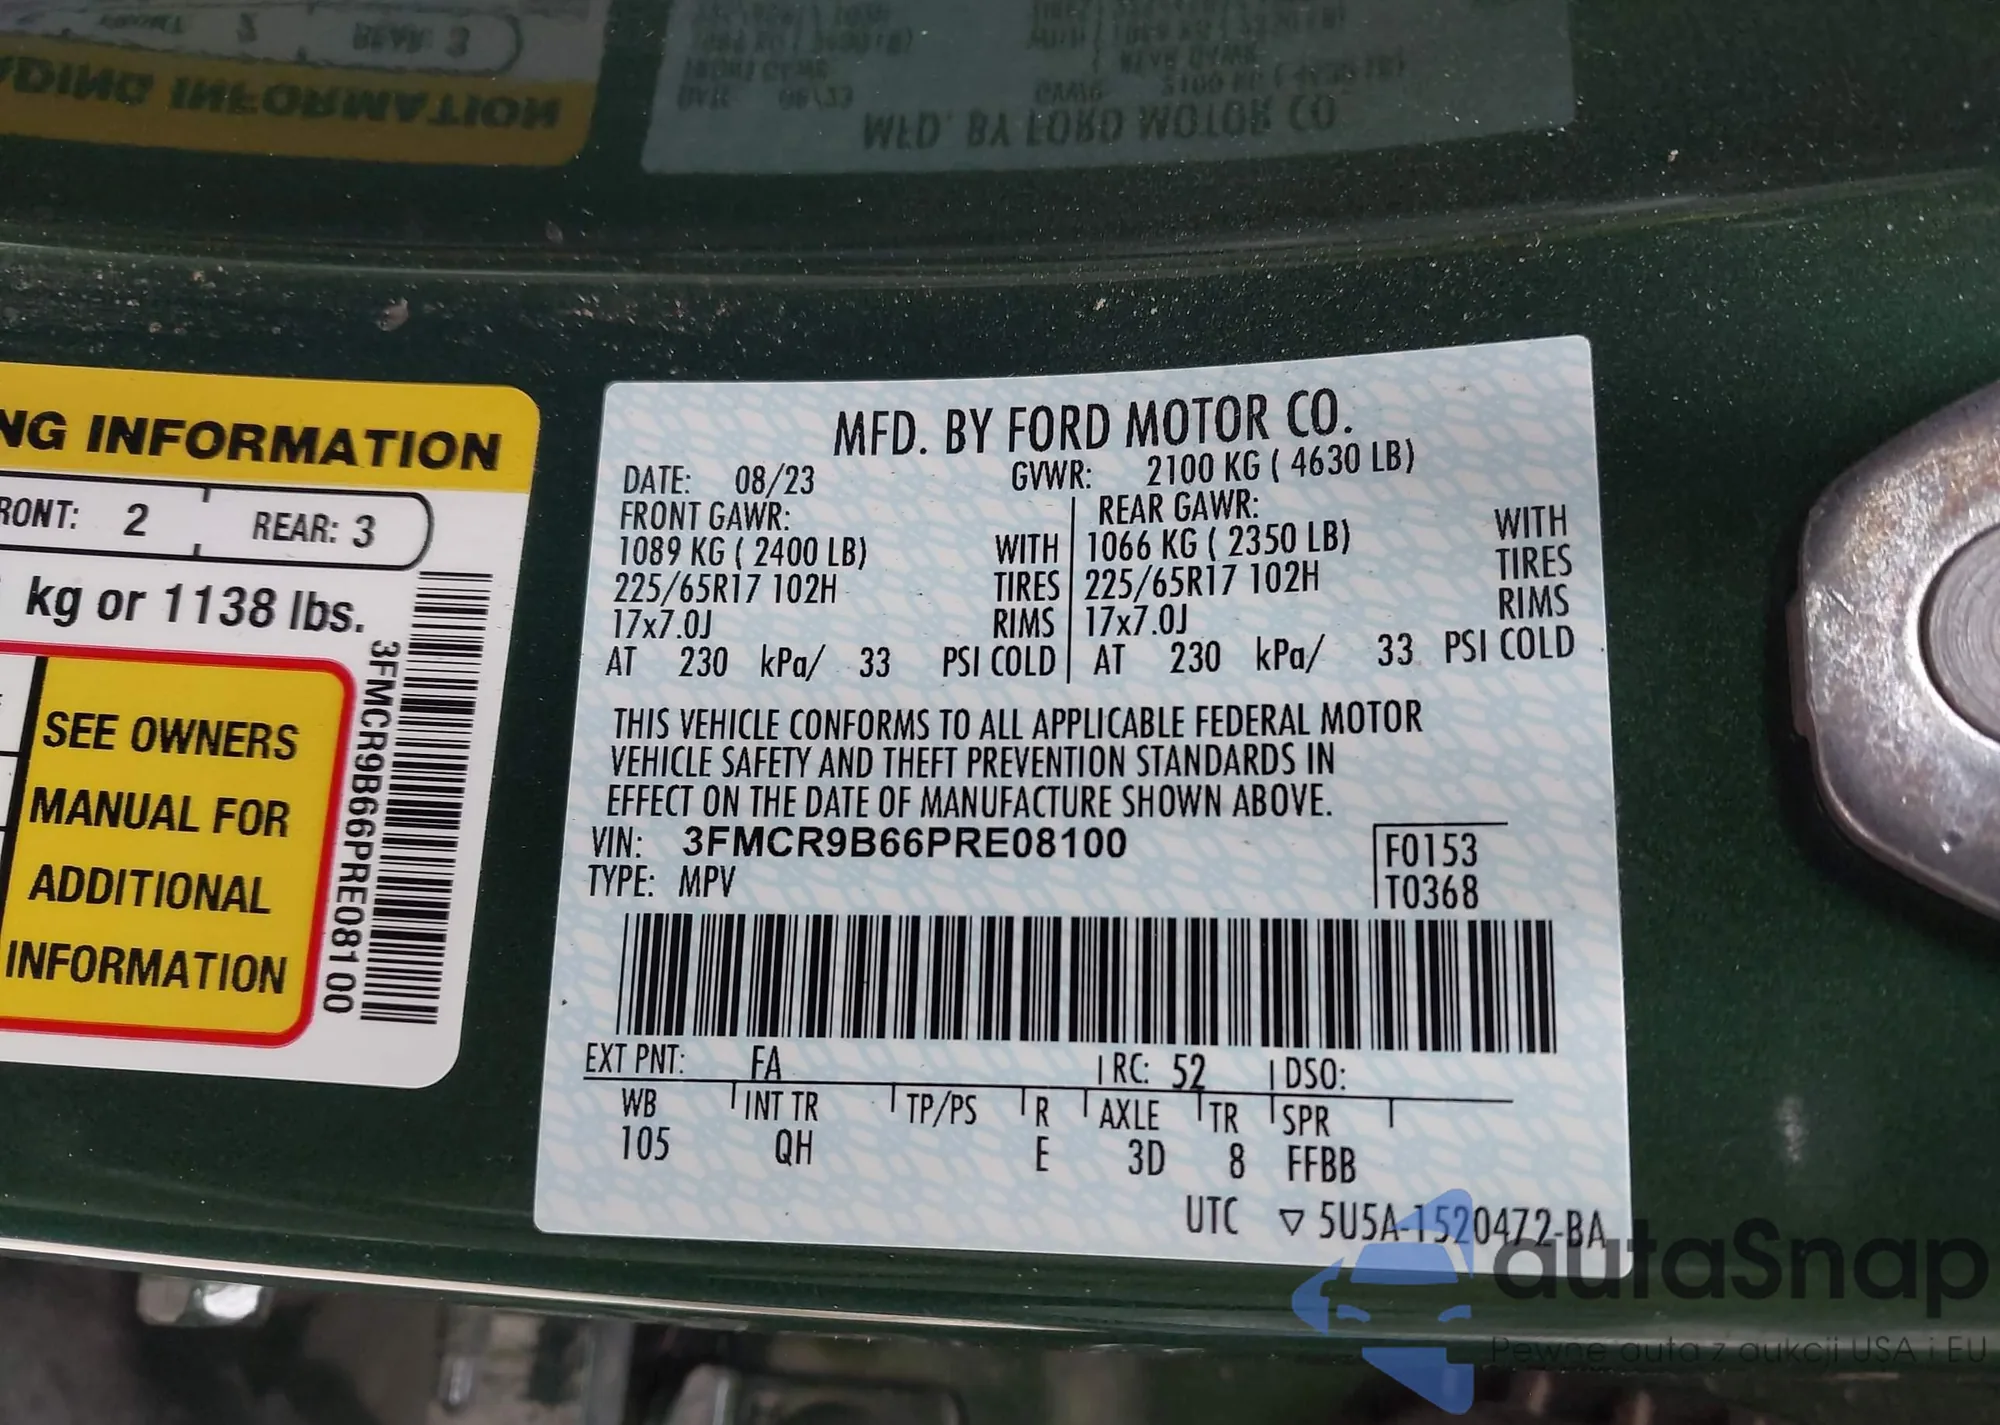 NG INFORMATION
RONT: 2 REAR: 3
kg or 1138 lbs.
SEE OWNERS
MANUAL FOR
ADDITIONAL
INFORMATION
3FMCR9B66PRE08100
MFD. BY FORD MOTOR CO.
DATE: 08/23 GVWR: 2100 KG ( 4630 LB)
FRONT GAWR: REAR GAWR:
1089 KG ( 2400 LB) WITH 1066 KG ( 2350 LB) WITH
225/65R17 102H TIRES 225/65R17 102H TIRES
17x7.0J RIMS 17x7.0J RIMS
AT 230 kPa/ 33 PSI COLD AT 230 kPa/ 33 PSI COLD
THIS VEHICLE CONFORMS TO ALL APPLICABLE FEDERAL MOTOR
VEHICLE SAFETY AND THEFT PREVENTION STANDARDS IN
EFFECT ON THE DATE OF MANUFACTURE SHOWN ABOVE.
VIN: 3FMCR9B66PRE08100 F0153
TYPE: MPV T0368
EXT PNT: FA RC: 52 DSO:
WB INT TR TP/PS R AXLE TR SPR
105 QH E 3D 8 FFBB
UTC ▽ 5U5A-1520472-BA
autaSnap
Pewne auta z aukcji USA i EU